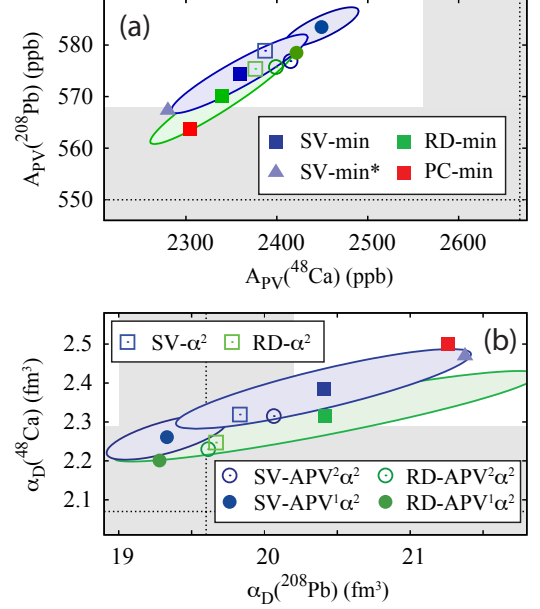 (a)
A_PV(²⁰⁸Pb) (ppb)
580
570
560
550
SV-min RD-min
SV-min* PC-min
2300 2400 2500 2600
A_PV(⁴⁸Ca) (ppb)
(b)
SV-α² RD-α²
α_D(⁴⁸Ca) (fm³)
2.5
2.4
2.3
2.2
2.1
SV-APV²α² RD-APV²α²
SV-APV¹α² RD-APV¹α²
19 20 21
α_D(²⁰⁸Pb) (fm³)